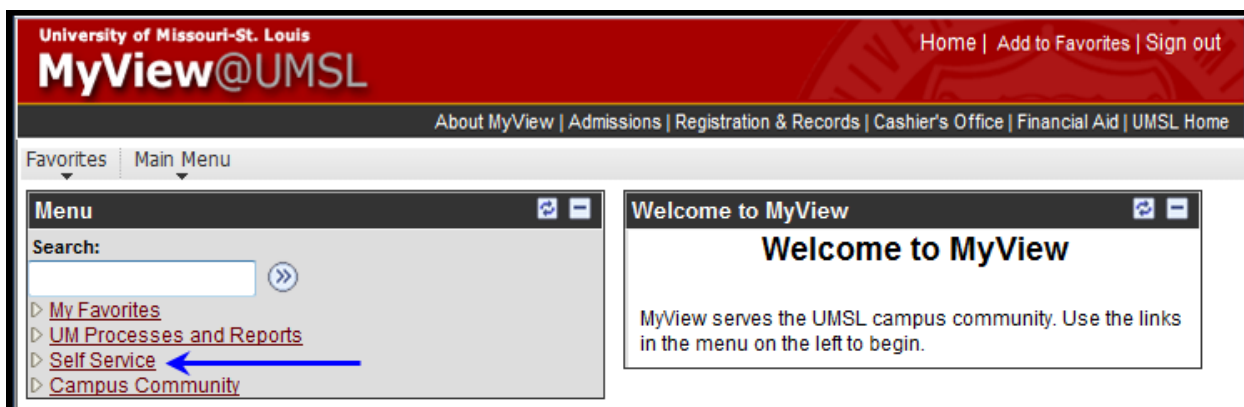 University of Missouri-St. Louis
MyView@UMSL
Home | Add to Favorites | Sign out
About MyView | Admissions | Registration & Records | Cashier's Office | Financial Aid | UMSL Home
Favorites Main Menu
Menu
Search:
My Favorites
UM Processes and Reports
Self Service
Campus Community
Welcome to MyView
Welcome to MyView
MyView serves the UMSL campus community. Use the links
in the menu on the left to begin.